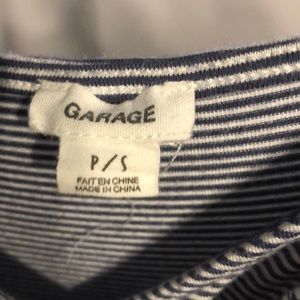 GARAGE
P/S
FAIT EN CHINE
MADE IN CHINA